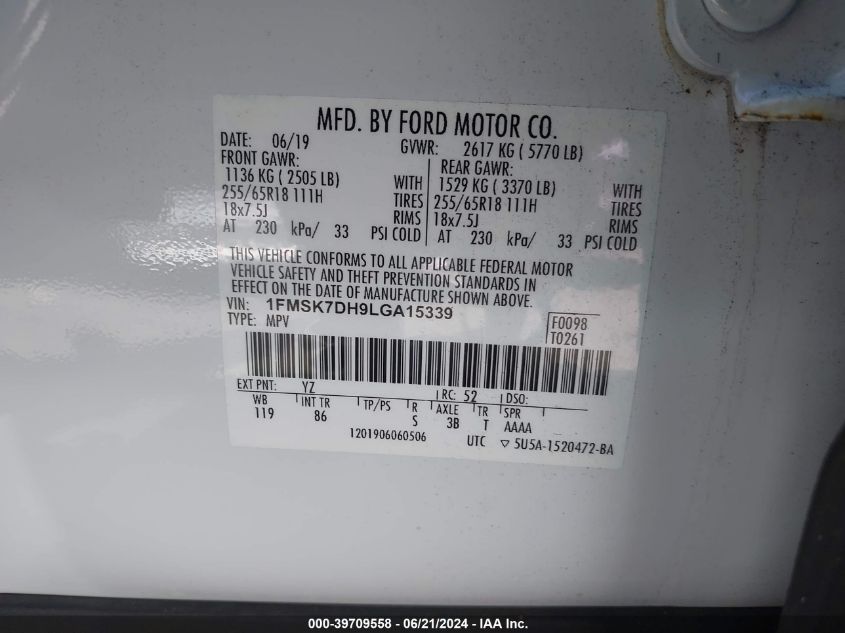 MFD. BY FORD MOTOR CO.
DATE: 06/19 GVWR: 2617 KG ( 5770 LB)
FRONT GAWR: REAR GAWR:
1136 KG ( 2505 LB) WITH 1529 KG ( 3370 LB) WITH
255/65R18 111H TIRES 255/65R18 111H TIRES
18x7.5J RIMS 18x7.5J RIMS
AT 230 kPa/ 33 PSI COLD AT 230 kPa/ 33 PSI COLD
THIS VEHICLE CONFORMS TO ALL APPLICABLE FEDERAL MOTOR
VEHICLE SAFETY AND THEFT PREVENTION STANDARDS IN
EFFECT ON THE DATE OF MANUFACTURE SHOWN ABOVE.
VIN: 1FMSK7DH9LGA15339
TYPE: MPV F0098
T0261
EXT PNT: YZ RC: 52 DSO:
WB INT TR TP/PS R AXLE TR SPR
119 86 S 3B T AAAA
1201906060506 UTC ▽ 5U5A-1520472-BA
000-39709558 - 06/21/2024 - IAA Inc.